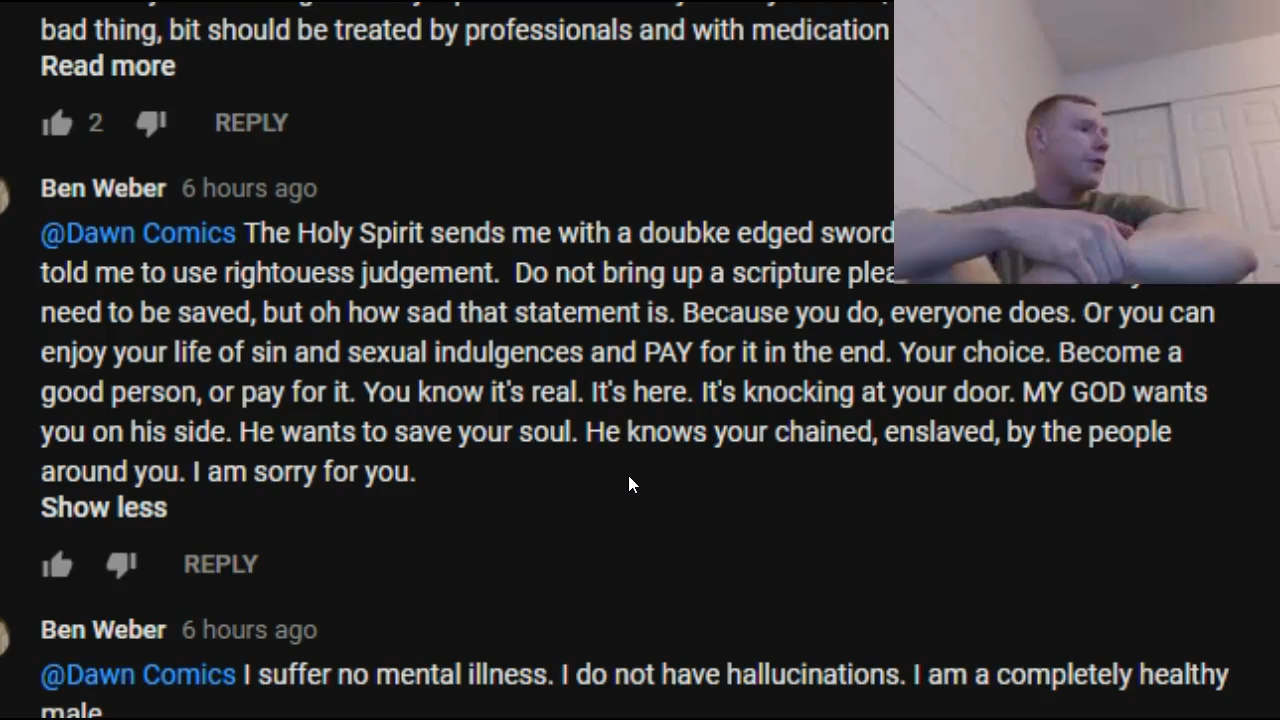 bad thing, bit should be treated by professionals and with medication
Read more
2 REPLY
Ben Weber 6 hours ago
@Dawn Comics The Holy Spirit sends me with a doubke edged sword
told me to use rightouess judgement. Do not bring up a scripture plea
need to be saved, but oh how sad that statement is. Because you do, everyone does. Or you can
enjoy your life of sin and sexual indulgences and PAY for it in the end. Your choice. Become a
good person, or pay for it. You know it's real. It's here. It's knocking at your door. MY GOD wants
you on his side. He wants to save your soul. He knows your chained, enslaved, by the people
around you. I am sorry for you.
Show less
REPLY
Ben Weber 6 hours ago
@Dawn Comics I suffer no mental illness. I do not have hallucinations. I am a completely healthy
male